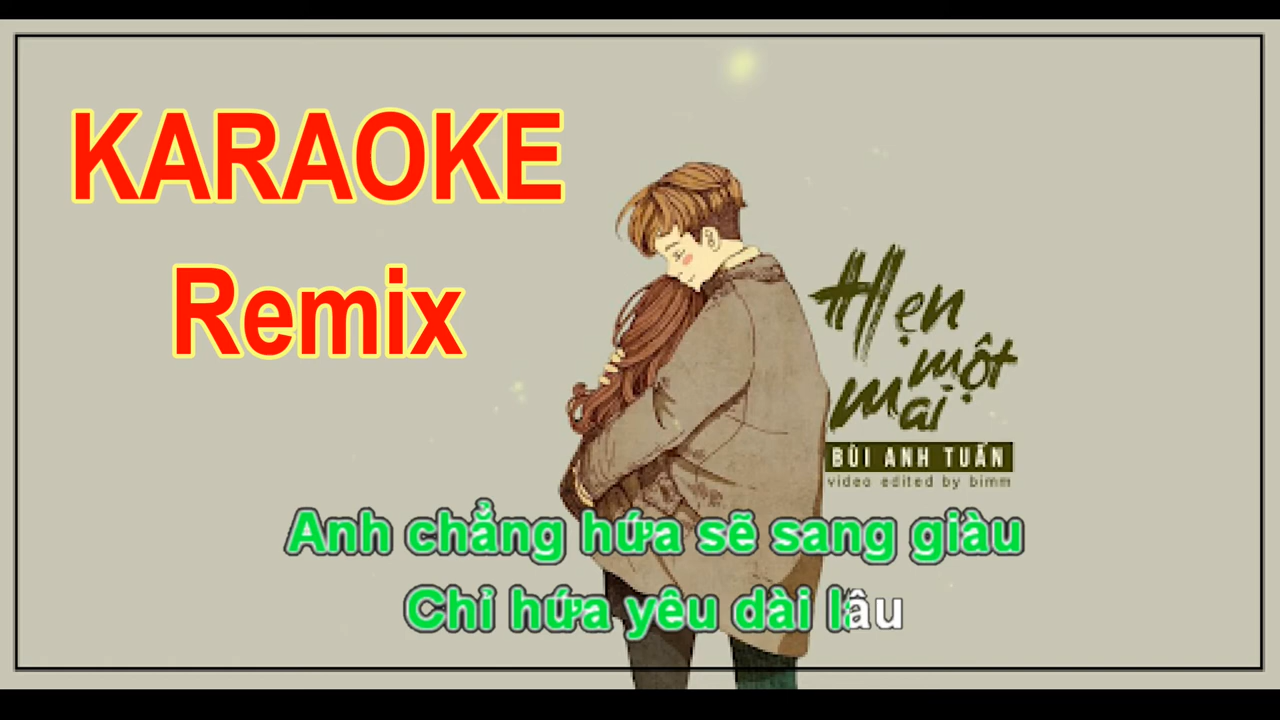 KARAOKE
Remix
Hẹn
một
mai
BÙI ANH TUẤN
video edited by bimm
Anh chẳng hứa sẽ sang giàu
Chỉ hứa yêu dài lâu